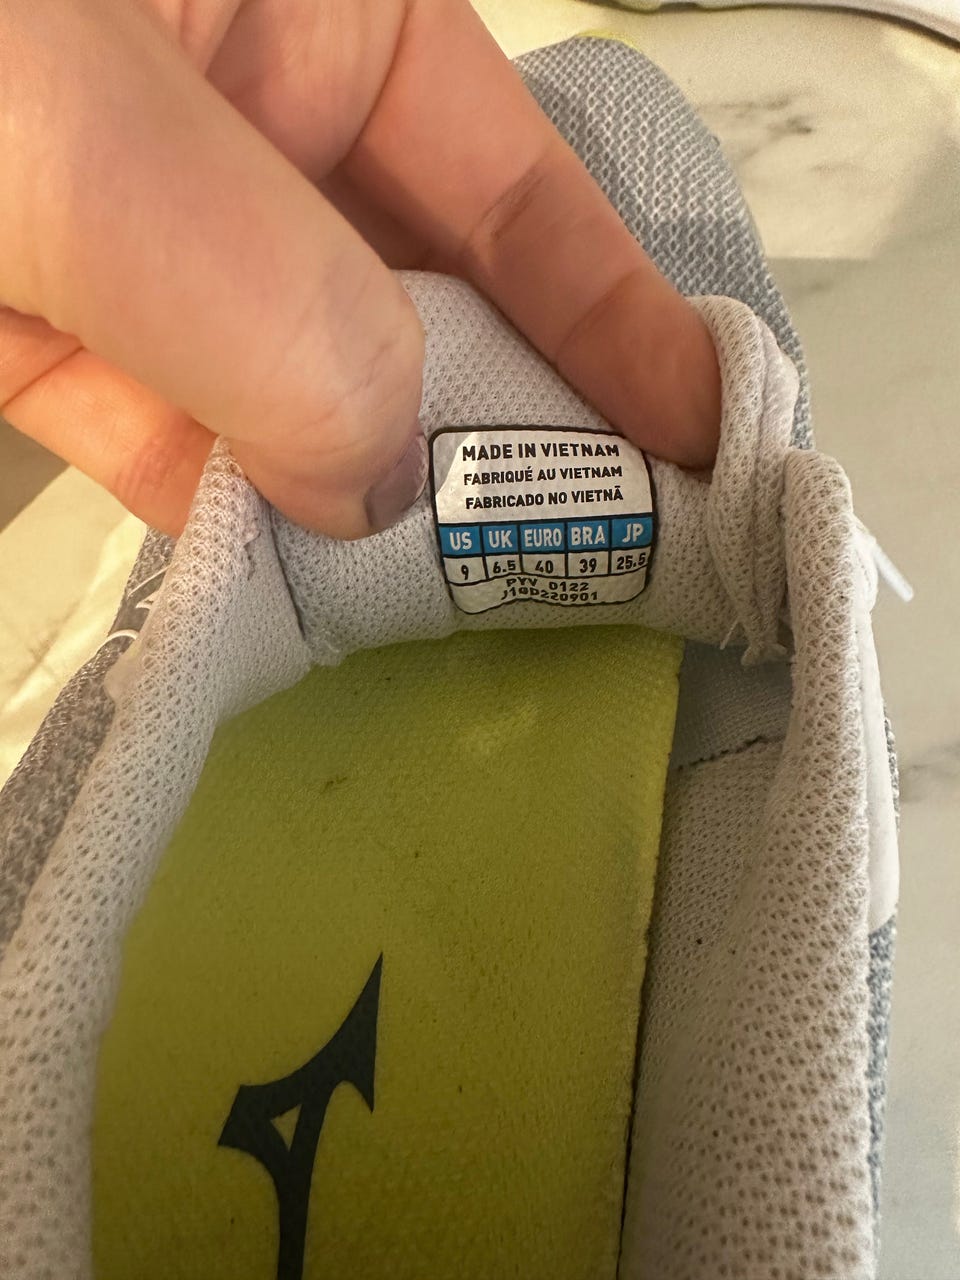 MADE IN VIETNAM
FABRIQUÉ AU VIETNAM
FABRICADO NO VIETNÃ
US UK EURO BRA JP
9 6.5 40 39 25.5
PYV 0122
J1GD220901